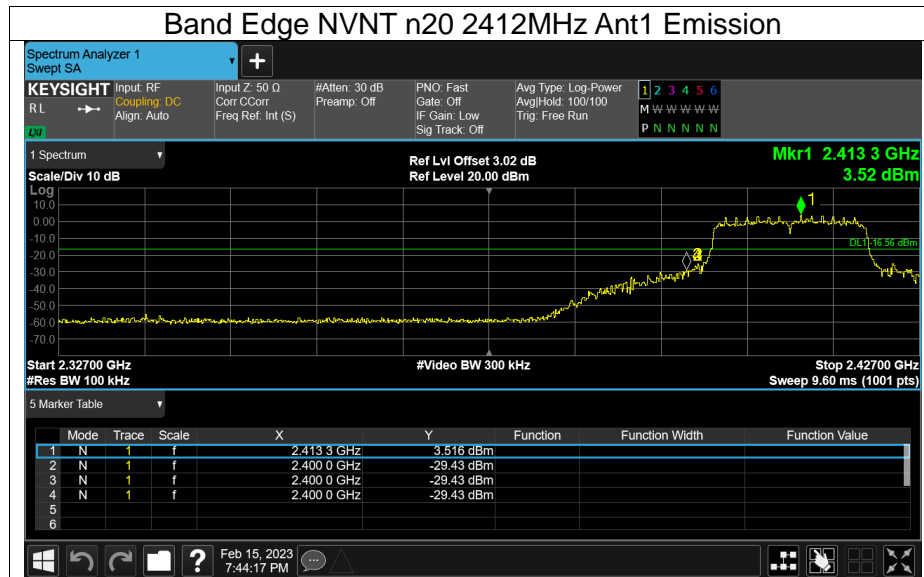 Band Edge NVNT n20 2412MHz Ant1 Emission
Spectrum Analyzer 1
Swept SA
+
KEYSIGHT Input: RF Input Z: 50 Ω #Atten: 30 dB PNO: Fast Avg Type: Log-Power 1 2 3 4 5 6
RL Coupling: DC Corr CCorr Preamp: Off Gate: Off Avg|Hold: 100/100 M W W W W W
Align: Auto Freq Ref: Int (S) IF Gain: Low Trig: Free Run
LXI Sig Track: Off P N N N N N
1 Spectrum Ref Lvl Offset 3.02 dB Mkr1 2.413 3 GHz
Scale/Div 10 dB Ref Level 20.00 dBm 3.52 dBm
Log
10.0 1
0.00
-10.0 DL1 -16.56 dBm
-20.0
-30.0
-40.0
-50.0
-60.0
-70.0
Start 2.32700 GHz #Video BW 300 kHz Stop 2.42700 GHz
#Res BW 100 kHz Sweep 9.60 ms (1001 pts)
5 Marker Table
Mode Trace Scale X Y Function Function Width Function Value
1 N 1 f 2.413 3 GHz 3.516 dBm
2 N 1 f 2.400 0 GHz -29.43 dBm
3 N 1 f 2.400 0 GHz -29.43 dBm
4 N 1 f 2.400 0 GHz -29.43 dBm
5
6
? Feb 15, 2023
7:44:17 PM